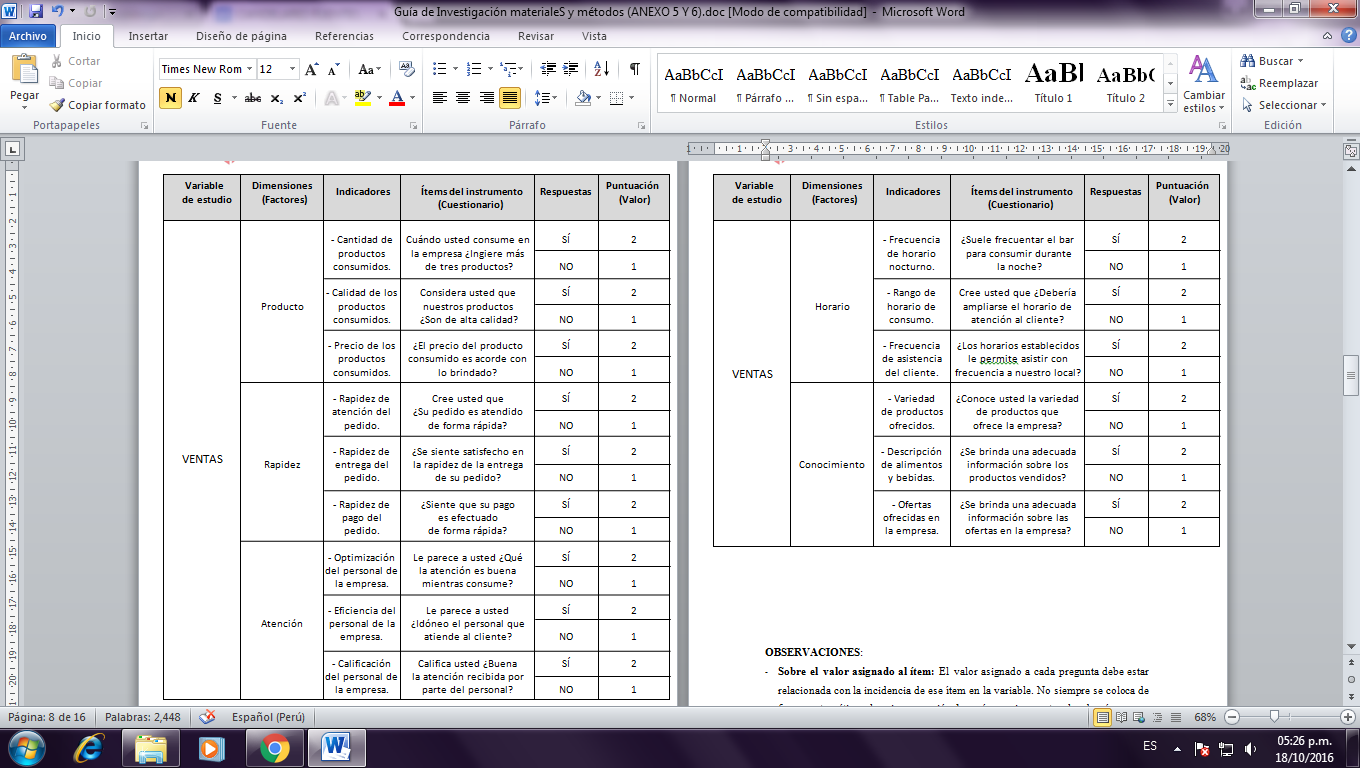 Guía de Investigación materialeS y métodos (ANEXO 5 Y 6).doc [Modo de compatibilidad] - Microsoft Word
Archivo Inicio Insertar Diseño de página Referencias Correspondencia Revisar Vista
Pegar
Cortar
Copiar
Copiar formato
Portapapeles
Times New Rom 12
Fuente
Párrafo
AaBbCcI AaBbCcI AaBbCcI AaBbCcI AaBbCcI AaBl AaBb(
¶ Normal ¶ Párrafo ... ¶ Sin espa... ¶ Table Pa... Texto inde... Título 1 Título 2
Cambiar
estilos
Estilos
Buscar
Reemplazar
Seleccionar
Edición
Variable
de estudio
Dimensiones
(Factores)
Indicadores
Ítems del instrumento
(Cuestionario)
Respuestas
Puntuación
(Valor)
VENTAS
Producto
- Cantidad de
productos
consumidos.
Cuándo usted consume en
la empresa ¿Ingiere más
de tres productos?
SÍ 2
NO 1
- Calidad de los
productos
consumidos.
Considera usted que
nuestros productos
¿Son de alta calidad?
SÍ 2
NO 1
- Precio de los
productos
consumidos.
¿El precio del producto
consumido es acorde con
lo brindado?
SÍ 2
NO 1
Rapidez
- Rapidez de
atención del
pedido.
Cree usted que
¿Su pedido es atendido
de forma rápida?
SÍ 2
NO 1
- Rapidez de
entrega del
pedido.
¿Se siente satisfecho en
la rapidez de la entrega
de su pedido?
SÍ 2
NO 1
- Rapidez de
pago del
pedido.
¿Siente que su pago
es efectuado
de forma rápida?
SÍ 2
NO 1
Atención
- Optimización
del personal de
la empresa.
Le parece a usted ¿Qué
la atención es buena
mientras consume?
SÍ 2
NO 1
- Eficiencia del
personal de la
empresa.
Le parece a usted
¿Idóneo el personal que
atiende al cliente?
SÍ 2
NO 1
- Calificación
del personal de
la empresa.
Califica usted ¿Buena
la atención recibida por
parte del personal?
SÍ 2
NO 1
Variable
de estudio
Dimensiones
(Factores)
Indicadores
Ítems del instrumento
(Cuestionario)
Respuestas
Puntuación
(Valor)
VENTAS
Horario
- Frecuencia
de horario
nocturno.
¿Suele frecuentar el bar
para consumir durante
la noche?
SÍ 2
NO 1
- Rango de
horario de
consumo.
Cree usted que ¿Debería
ampliarse el horario de
atención al cliente?
SÍ 2
NO 1
- Frecuencia
de asistencia
del cliente.
¿Los horarios establecidos
le permite asistir con
frecuencia a nuestro local?
SÍ 2
NO 1
Conocimiento
- Variedad
de productos
ofrecidos.
¿Conoce usted la variedad
de productos que
ofrece la empresa?
SÍ 2
NO 1
- Descripción
de alimentos
y bebidas.
¿Se brinda una adecuada
información sobre los
productos vendidos?
SÍ 2
NO 1
- Ofertas
ofrecidas en
la empresa.
¿Se brinda una adecuada
información sobre las
ofertas en la empresa?
SÍ 2
NO 1
OBSERVACIONES:
- Sobre el valor asignado al ítem: El valor asignado a cada pregunta debe estar
relacionada con la incidencia de ese ítem en la variable. No siempre se coloca de
Página: 8 de 16 Palabras: 2,448 Español (Perú) 68%
ES 05:26 p.m.
18/10/2016